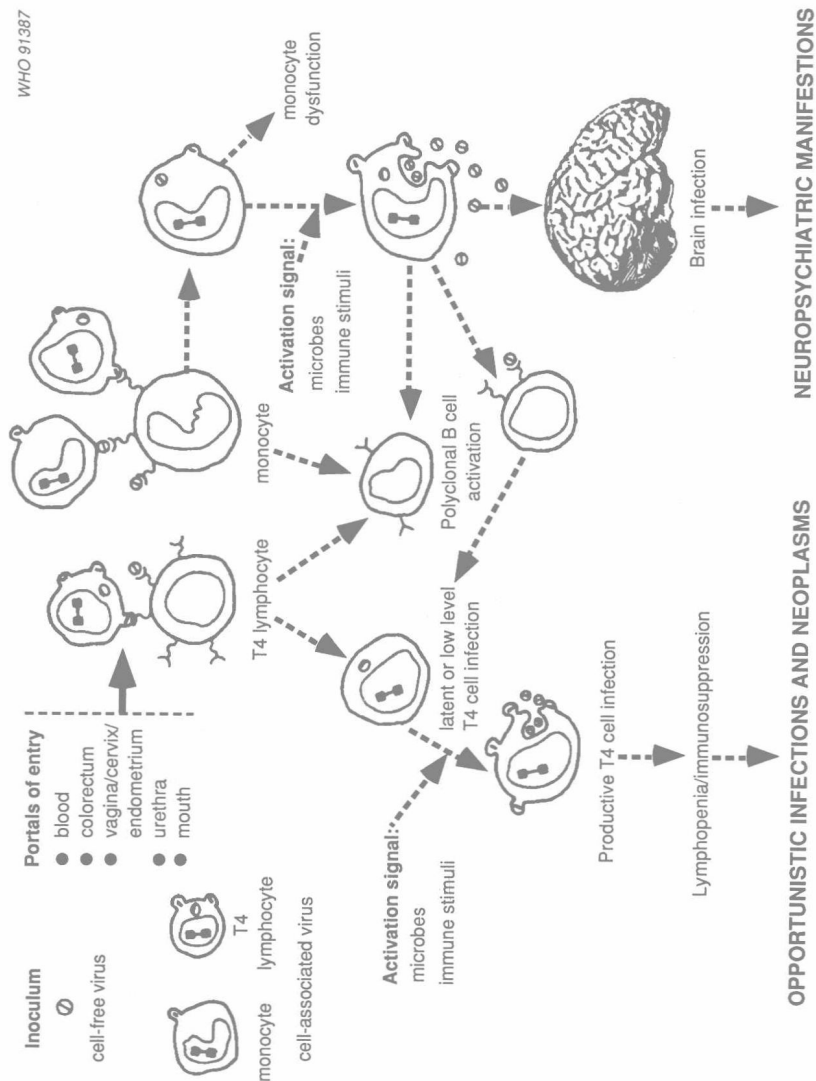 WHO 91387
Inoculum
cell-free virus
monocyte
T4
lymphocyte
cell-associated virus
Portals of entry
● blood
● colorectum
● vagina/cervix/
endometrium
● urethra
● mouth
T4 lymphocyte
monocyte
monocyte
dysfunction
Activation signal:
microbes
immune stimuli
Polyclonal B cell
activation
latent or low level
T4 cell infection
Activation signal:
microbes
immune stimuli
Productive T4 cell infection
Lymphopenia/immunosuppression
Brain infection
OPPORTUNISTIC INFECTIONS AND NEOPLASMS
NEUROPSYCHIATRIC MANIFESTIONS